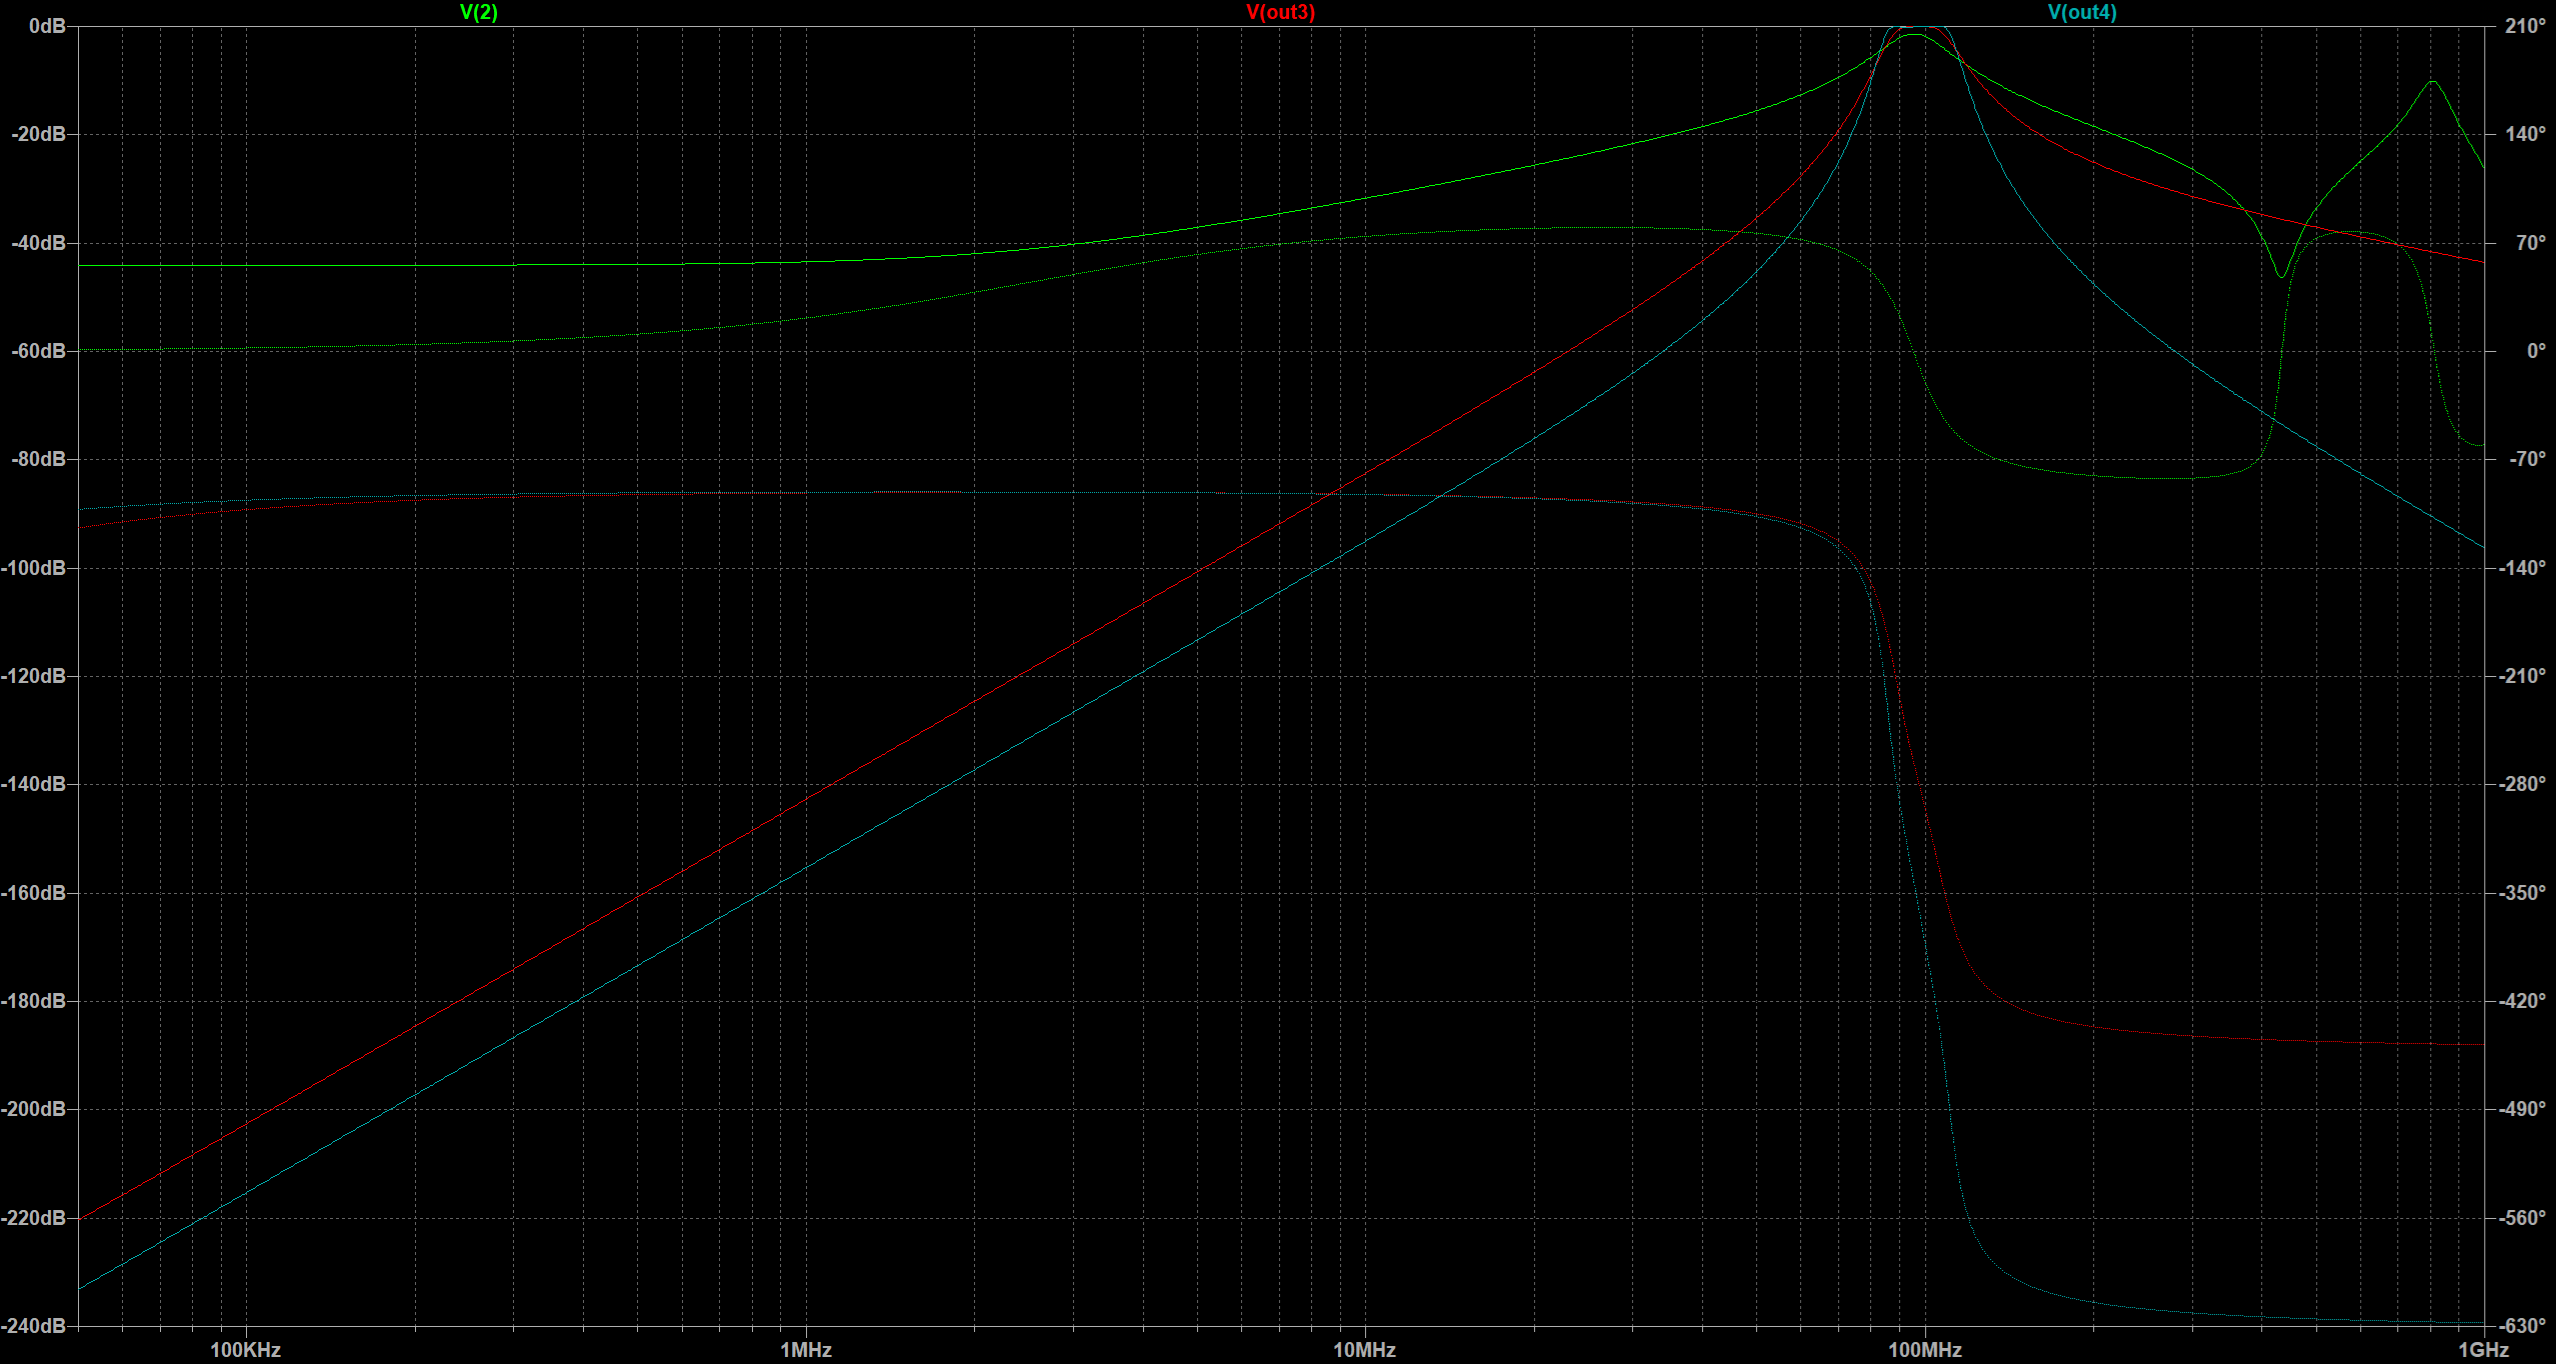 V(2) V(out3) V(out4)
0dB 210°
-20dB 140°
-40dB 70°
-60dB 0°
-80dB -70°
-100dB -140°
-120dB -210°
-140dB -280°
-160dB -350°
-180dB -420°
-200dB -490°
-220dB -560°
-240dB -630°
100KHz 1MHz 10MHz 100MHz 1GHz